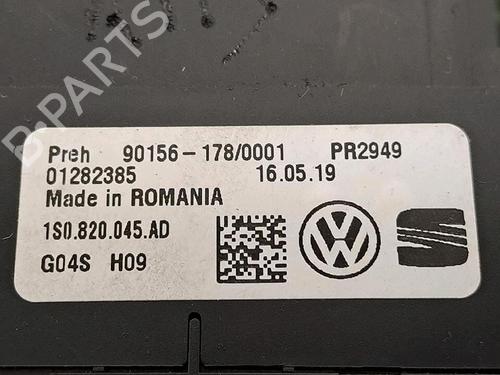 B-PARTS
Preh 90156-178/0001 PR2949
01282385 16.05.19
Made in ROMANIA
1S0.820.045.AD
G04S H09